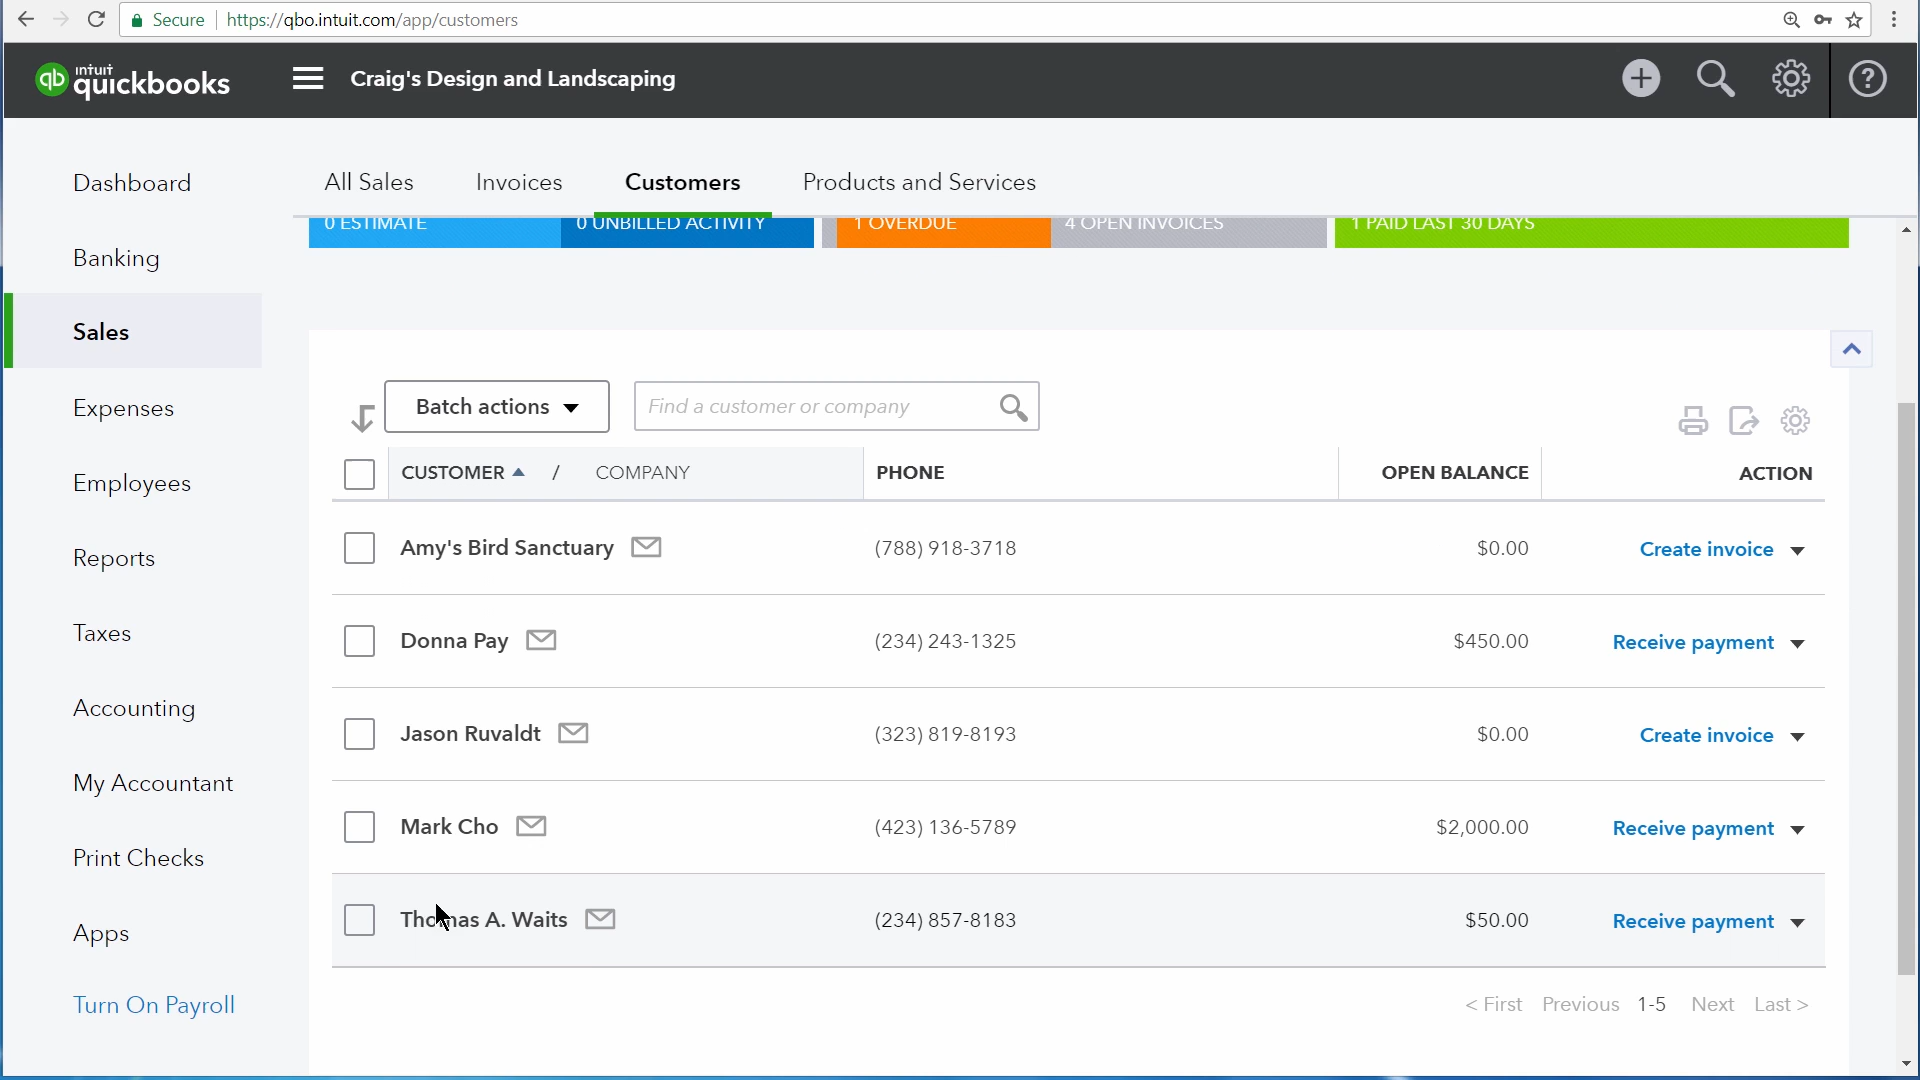 Secure https://qbo.intuit.com/app/customers
qb intuit quickbooks
Craig's Design and Landscaping
?
Dashboard
Banking
Sales
Expenses
Employees
Reports
Taxes
Accounting
My Accountant
Print Checks
Apps
Turn On Payroll
All Sales Invoices Customers Products and Services
0 ESTIMATE 0 UNBILLED ACTIVITY 1 OVERDUE 4 OPEN INVOICES 1 PAID LAST 30 DAYS
Batch actions Find a customer or company
CUSTOMER / COMPANY PHONE OPEN BALANCE ACTION
Amy's Bird Sanctuary (788) 918-3718 $0.00 Create invoice
Donna Pay (234) 243-1325 $450.00 Receive payment
Jason Ruvaldt (323) 819-8193 $0.00 Create invoice
Mark Cho (423) 136-5789 $2,000.00 Receive payment
Thomas A. Waits (234) 857-8183 $50.00 Receive payment
< First Previous 1-5 Next Last >